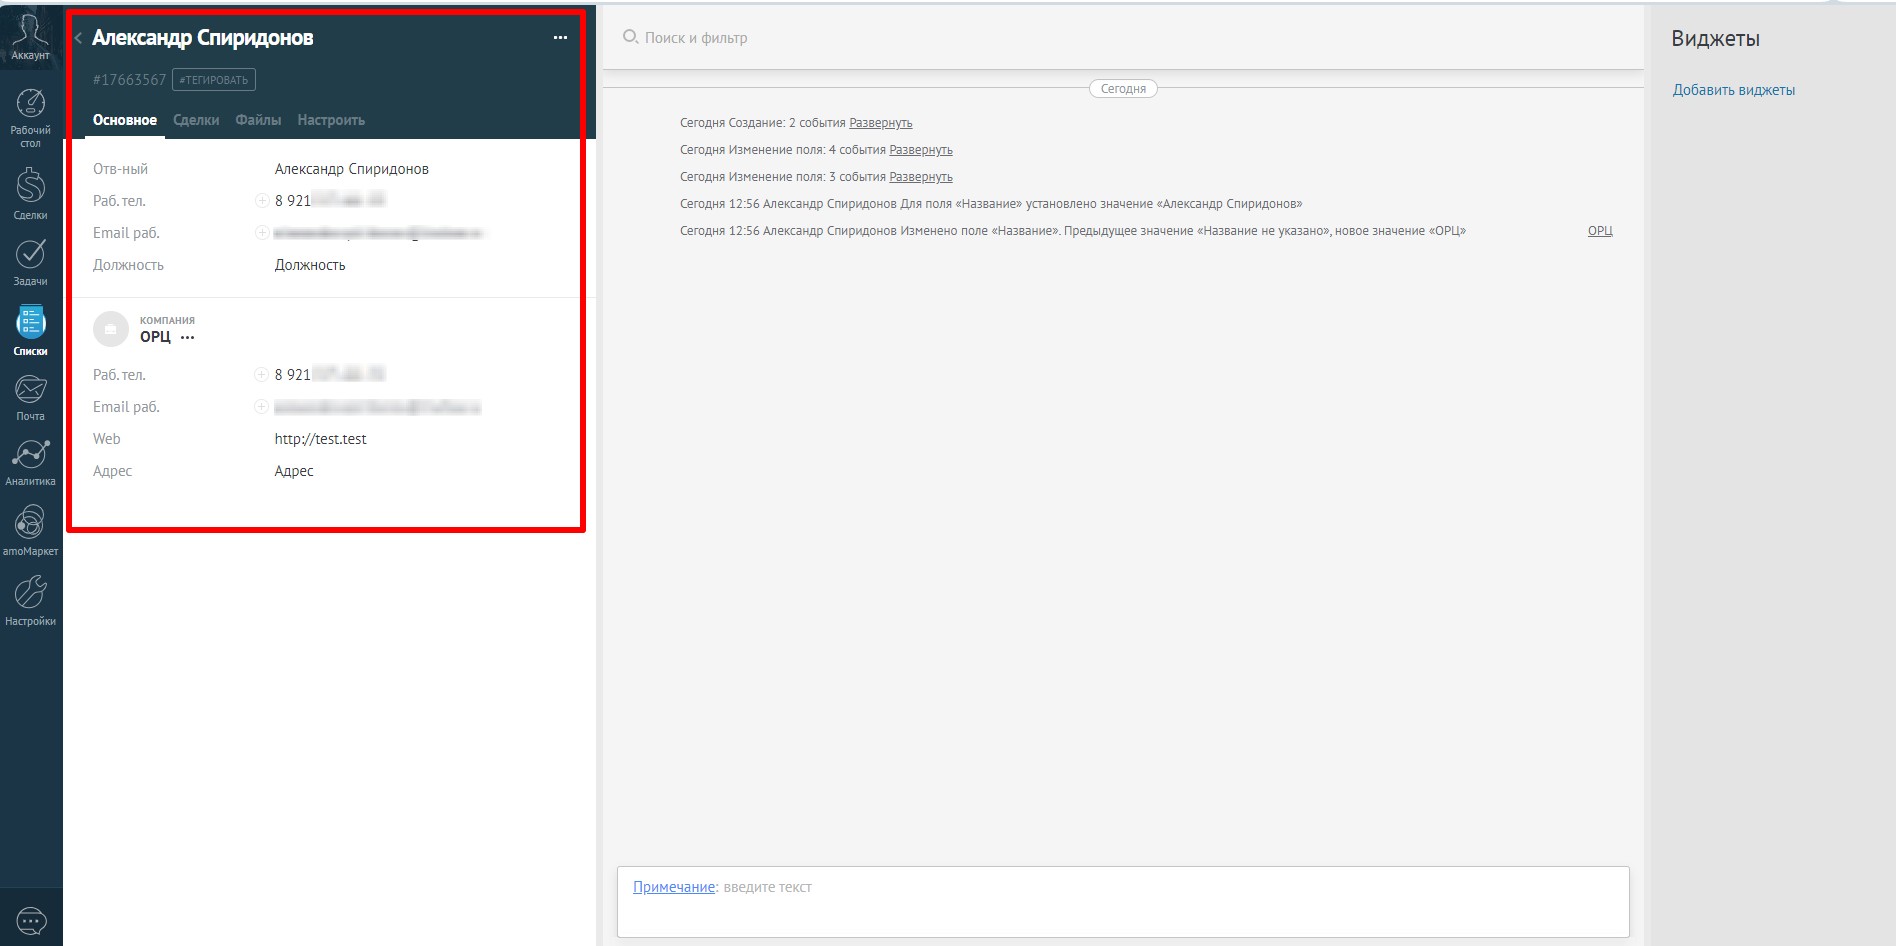 Аккаунт
Рабочий
стол
Сделки
Задачи
Списки
Почта
Аналитика
amoМаркет
Настройки
Александр Спиридонов
#17663567 #ТЕГИРОВАТЬ
Основное Сделки Файлы Настроить
Отв-ный Александр Спиридонов
Раб. тел. 8 921
Email раб.
Должность Должность
КОМПАНИЯ
ОРЦ
Раб. тел. 8 921
Email раб.
Web http://test.test
Адрес Адрес
Поиск и фильтр
Сегодня
Сегодня Создание: 2 события Развернуть
Сегодня Изменение поля: 4 события Развернуть
Сегодня Изменение поля: 3 события Развернуть
Сегодня 12:56 Александр Спиридонов Для поля «Название» установлено значение «Александр Спиридонов»
Сегодня 12:56 Александр Спиридонов Изменено поле «Название». Предыдущее значение «Название не указано», новое значение «ОРЦ» ОРЦ
Примечание: введите текст
Виджеты
Добавить виджеты